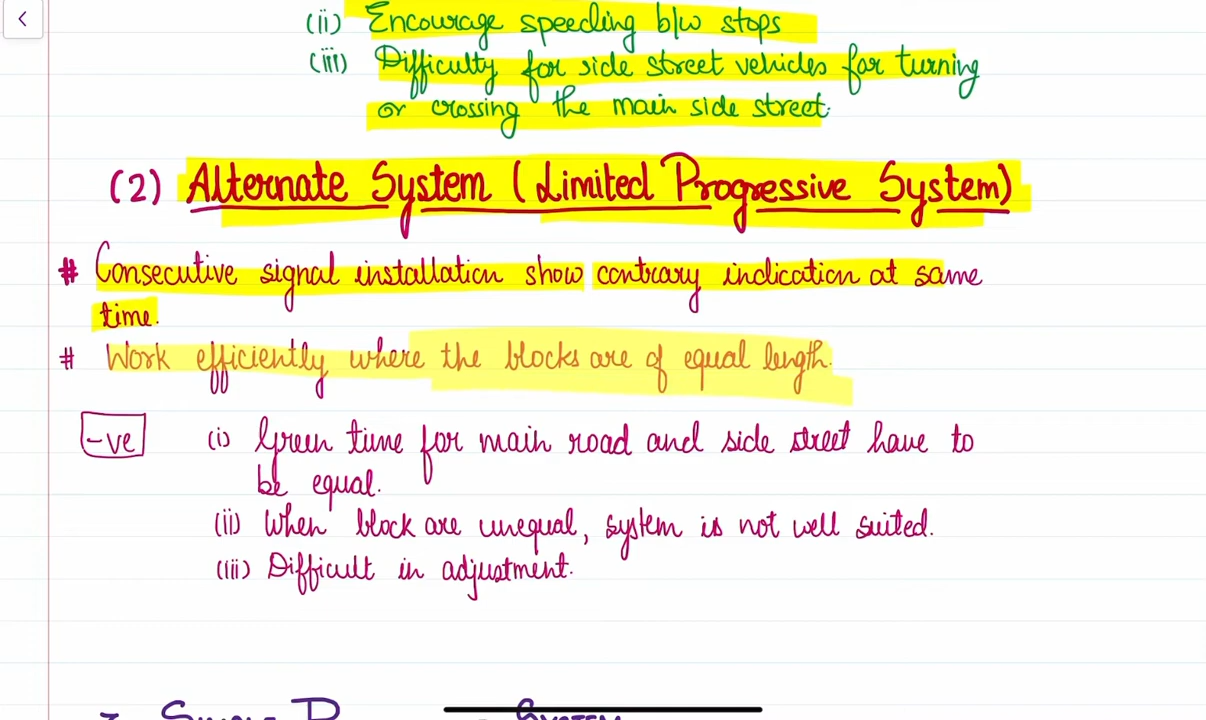 (ii) Encourage speeding b/w stops
(iii) Difficulty for side street vehicles for turning
or crossing the main side street.
(2) Alternate System (Limited Progressive System)
# Consecutive signal installation show contrary indication at same
time.
# Work efficiently where the blocks are of equal length.
-ve (i) Green time for main road and side street have to
be equal.
(ii) When block are unequal, system is not well suited.
(iii) Difficult in adjustment.
System